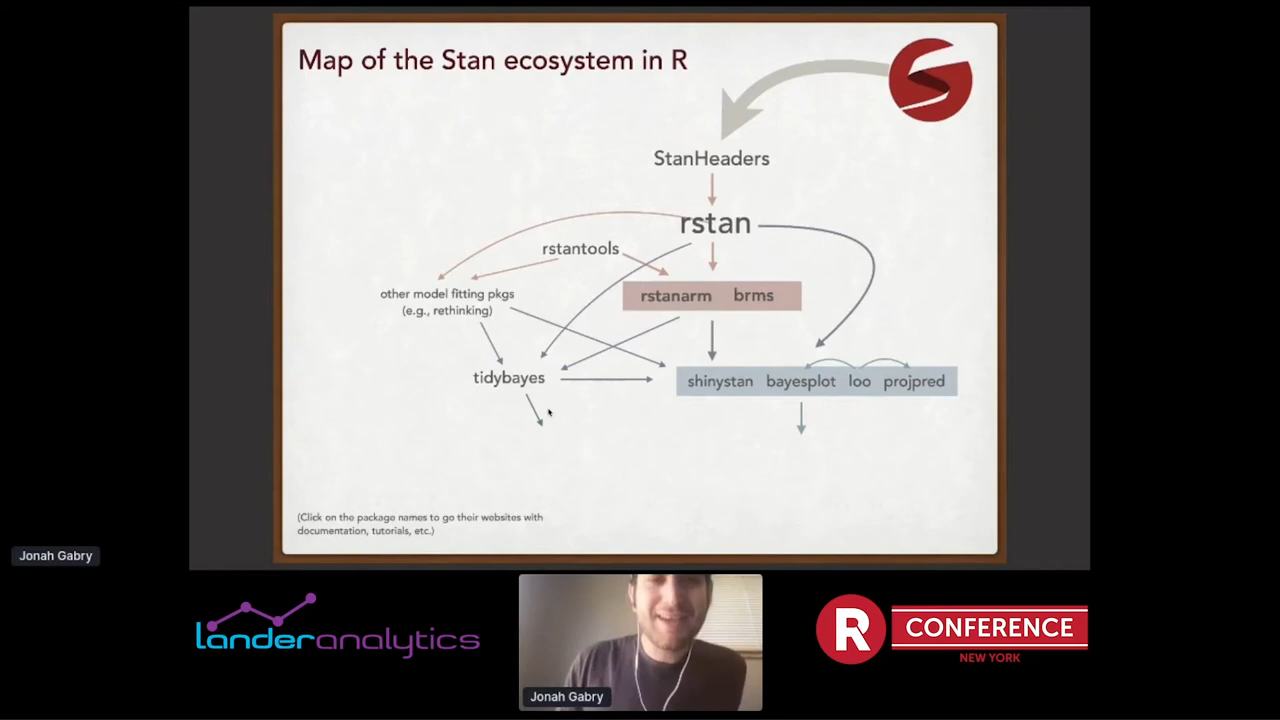 Map of the Stan ecosystem in R
StanHeaders
rstan
rstantools
other model fitting pkgs
(e.g., rethinking)
rstanarm brms
tidybayes
shinystan bayesplot loo projpred
(Click on the package names to go their websites with
documentation, tutorials, etc.)
Jonah Gabry
landeranalytics
Jonah Gabry
R CONFERENCE
NEW YORK